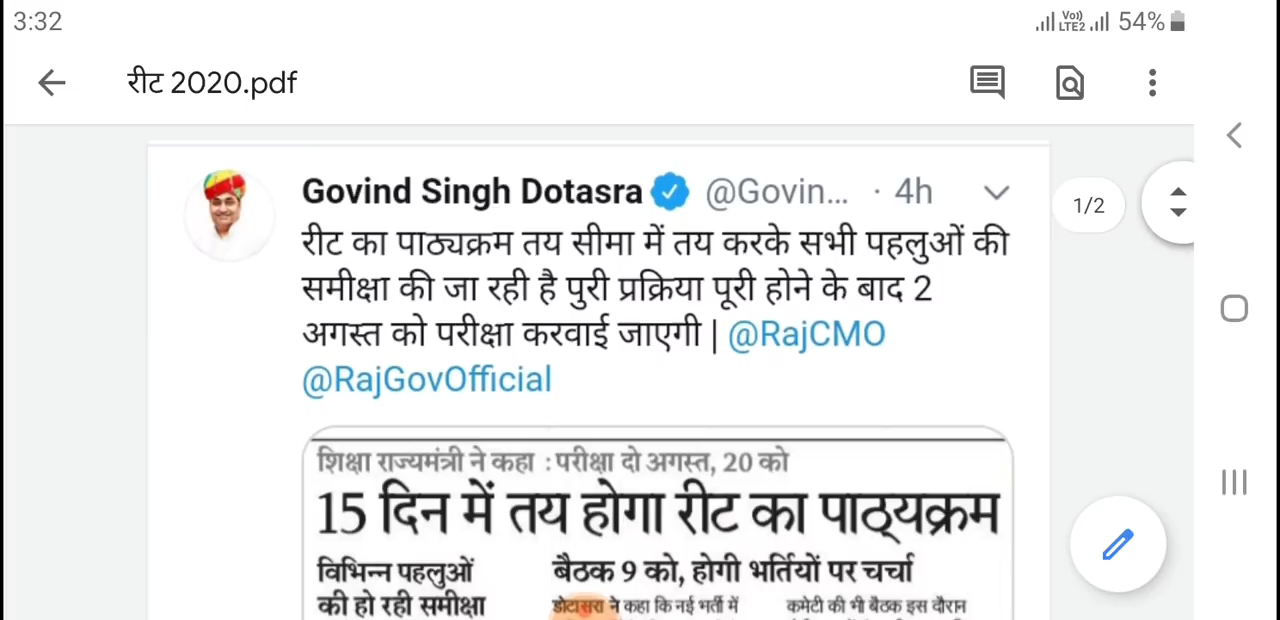 3:32
Vo)) LTE2 54%
रीट 2020.pdf
Govind Singh Dotasra @Govin... · 4h
1/2
रीट का पाठ्यक्रम तय सीमा में तय करके सभी पहलुओं की
समीक्षा की जा रही है पुरी प्रक्रिया पूरी होने के बाद 2
अगस्त को परीक्षा करवाई जाएगी | @RajCMO
@RajGovOfficial
शिक्षा राज्यमंत्री ने कहा : परीक्षा दो अगस्त, 20 को
15 दिन में तय होगा रीट का पाठ्यक्रम
विभिन्न पहलुओं
की हो रही समीक्षा
बैठक 9 को, होगी भर्तियों पर चर्चा
डोटासरा ने कहा कि नई भर्ती में
कमेटी की भी बैठक इस दौरान